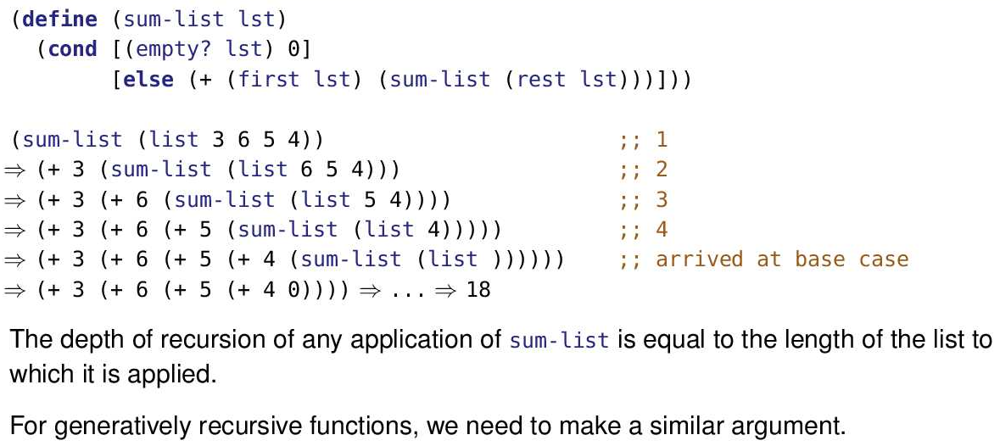 (define (sum-list lst)
  (cond [(empty? lst) 0]
        [else (+ (first lst) (sum-list (rest lst)))]))
(sum-list (list 3 6 5 4)) ;; 1
⇒ (+ 3 (sum-list (list 6 5 4))) ;; 2
⇒ (+ 3 (+ 6 (sum-list (list 5 4)))) ;; 3
⇒ (+ 3 (+ 6 (+ 5 (sum-list (list 4))))) ;; 4
⇒ (+ 3 (+ 6 (+ 5 (+ 4 (sum-list (list )))))) ;; arrived at base case
⇒ (+ 3 (+ 6 (+ 5 (+ 4 0)))) ⇒ ... ⇒ 18
The depth of recursion of any application of sum-list is equal to the length of the list to
which it is applied.
For generatively recursive functions, we need to make a similar argument.